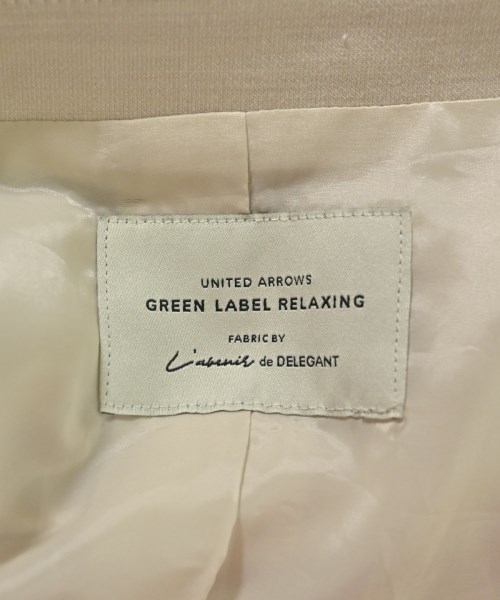 UNITED ARROWS
GREEN LABEL RELAXING
FABRIC BY
L'avenir de DELEGANT